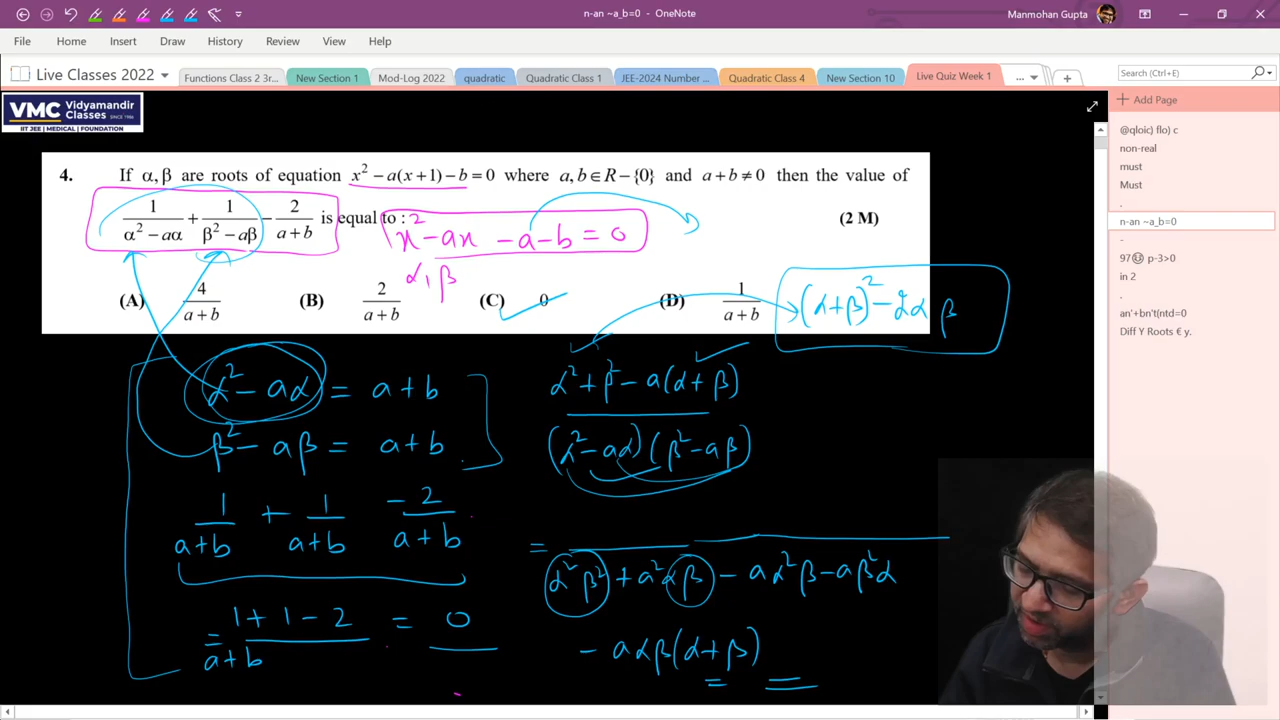 n-an ~a_b=0 - OneNote
Manmohan Gupta
File Home Insert Draw History Review View Help
Live Classes 2022
Functions Class 2 3r...
New Section 1
Mod-Log 2022
quadratic
Quadratic Class 1
JEE-2024 Number ...
Quadratic Class 4
New Section 10
Live Quiz Week 1
...
Search (Ctrl+E)
Add Page
VMC Vidyamandir Classes SINCE 1986
IIT JEE | MEDICAL | FOUNDATION
4. If α, β are roots of equation x² − a(x+1) − b = 0 where a, b ∈ R − {0} and a + b ≠ 0 then the value of
1/(α² − aα) + 1/(β² − aβ) − 2/(a+b) is equal to : (2 M)
x² − ax − a − b = 0
α, β
(A) 4/(a+b) (B) 2/(a+b) (C) 0 (D) 1/(a+b)
(α+β)² − 2αβ
α² − aα = a + b
β² − aβ = a + b
1/(a+b) + 1/(a+b) − 2/(a+b)
= (1 + 1 − 2)/(a+b) = 0
α² + β² − a(α + β)
(α² − aα)(β² − aβ)
=
α²β² + a²αβ − aα²β − aβ²α
− aαβ(α + β)
@qloic) flo) c
non-real
must
Must
.
n-an ~a_b=0
-
97☺ p-3>0
in 2
.
an'+bn't(ntd=0
Diff Y Roots € y.